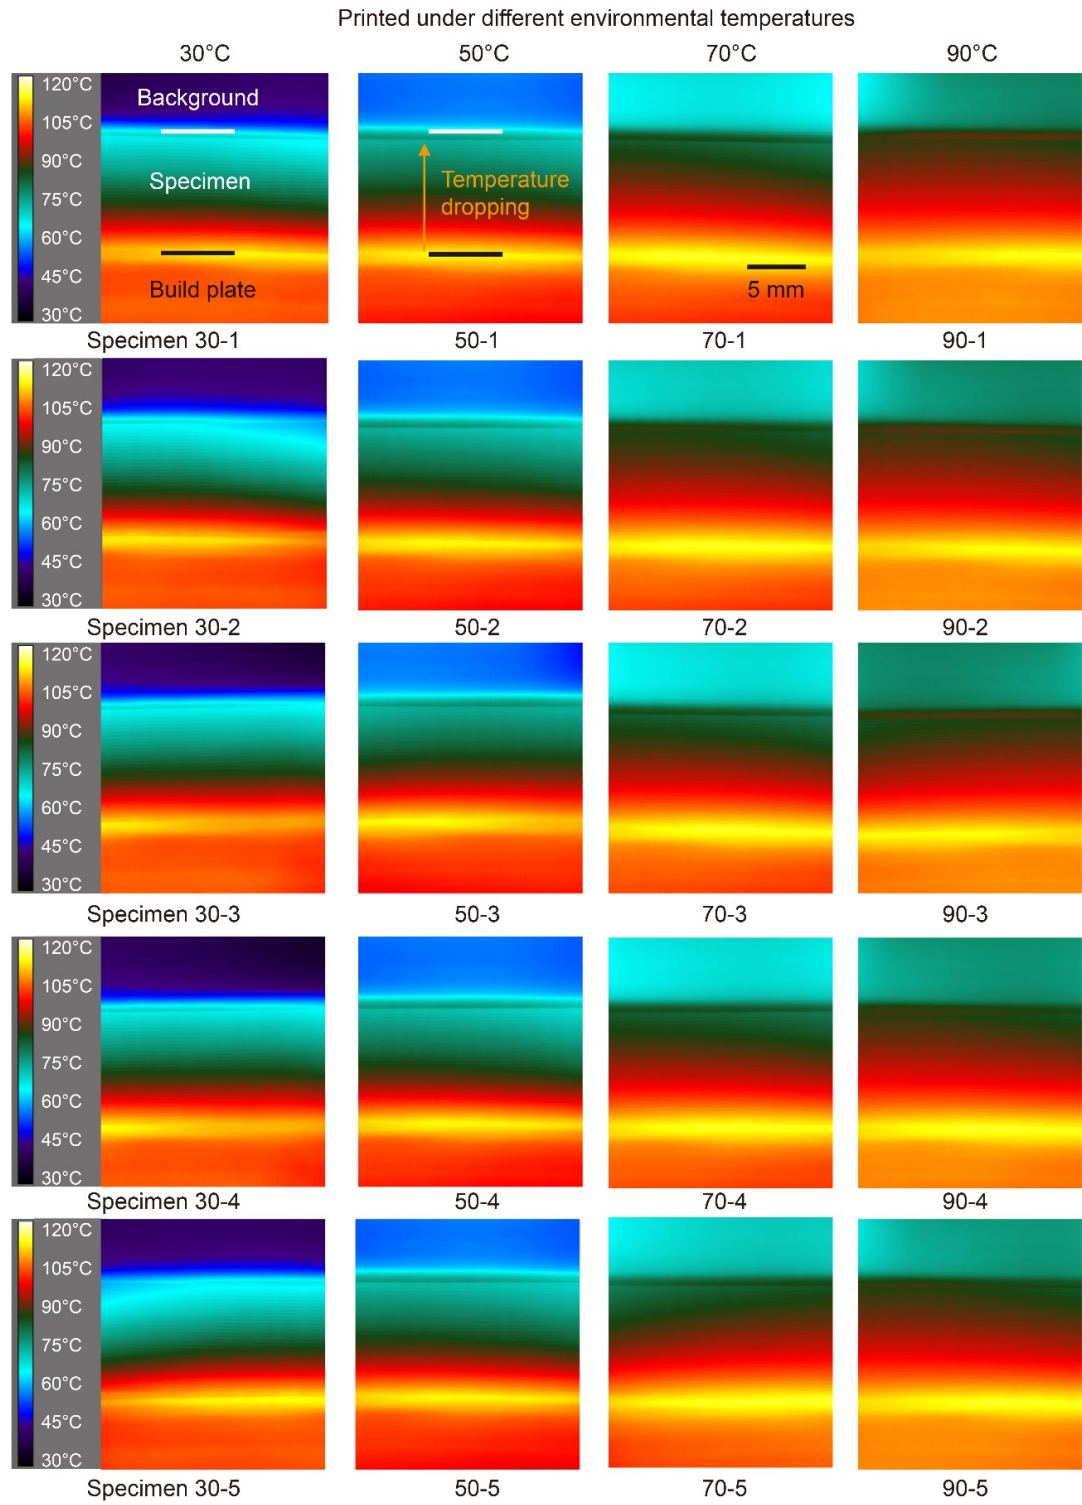 Printed under different environmental temperatures
30°C 50°C 70°C 90°C
120°C
105°C
90°C
75°C
60°C
45°C
30°C
Background
Specimen
Build plate
Temperature
dropping
5 mm
Specimen 30-1 50-1 70-1 90-1
120°C
105°C
90°C
75°C
60°C
45°C
30°C
Specimen 30-2 50-2 70-2 90-2
120°C
105°C
90°C
75°C
60°C
45°C
30°C
Specimen 30-3 50-3 70-3 90-3
120°C
105°C
90°C
75°C
60°C
45°C
30°C
Specimen 30-4 50-4 70-4 90-4
120°C
105°C
90°C
75°C
60°C
45°C
30°C
Specimen 30-5 50-5 70-5 90-5